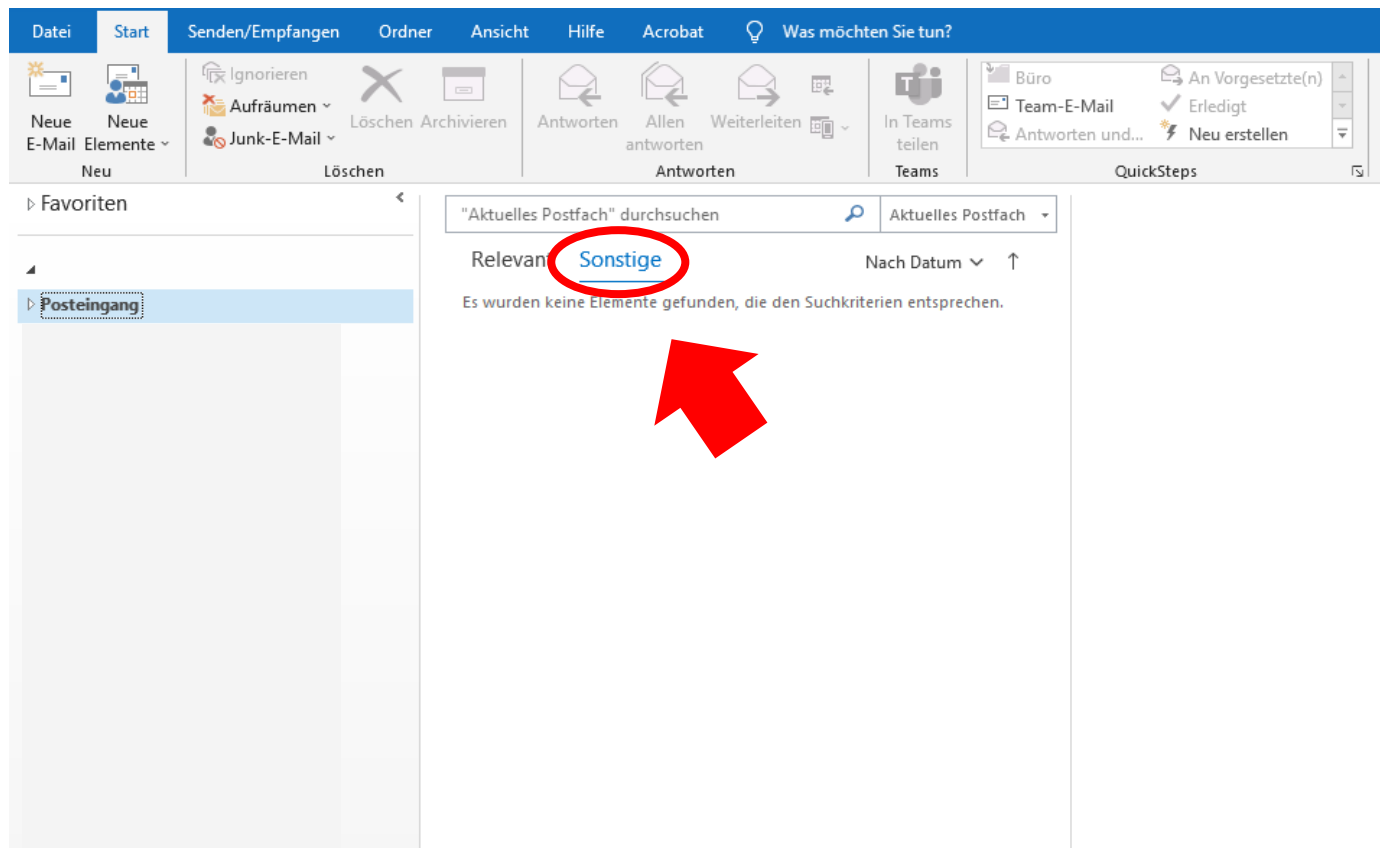 Datei Start Senden/Empfangen Ordner Ansicht Hilfe Acrobat Was möchten Sie tun?
Neue E-Mail
Neue Elemente
Neu
Ignorieren
Aufräumen
Junk-E-Mail
Löschen Archivieren
Löschen
Antworten
Allen antworten
Weiterleiten
Antworten
In Teams teilen
Teams
Büro
Team-E-Mail
Antworten und...
An Vorgesetzte(n)
Erledigt
Neu erstellen
QuickSteps
Favoriten
Posteingang
"Aktuelles Postfach" durchsuchen Aktuelles Postfach
Relevant Sonstige Nach Datum
Es wurden keine Elemente gefunden, die den Suchkriterien entsprechen.